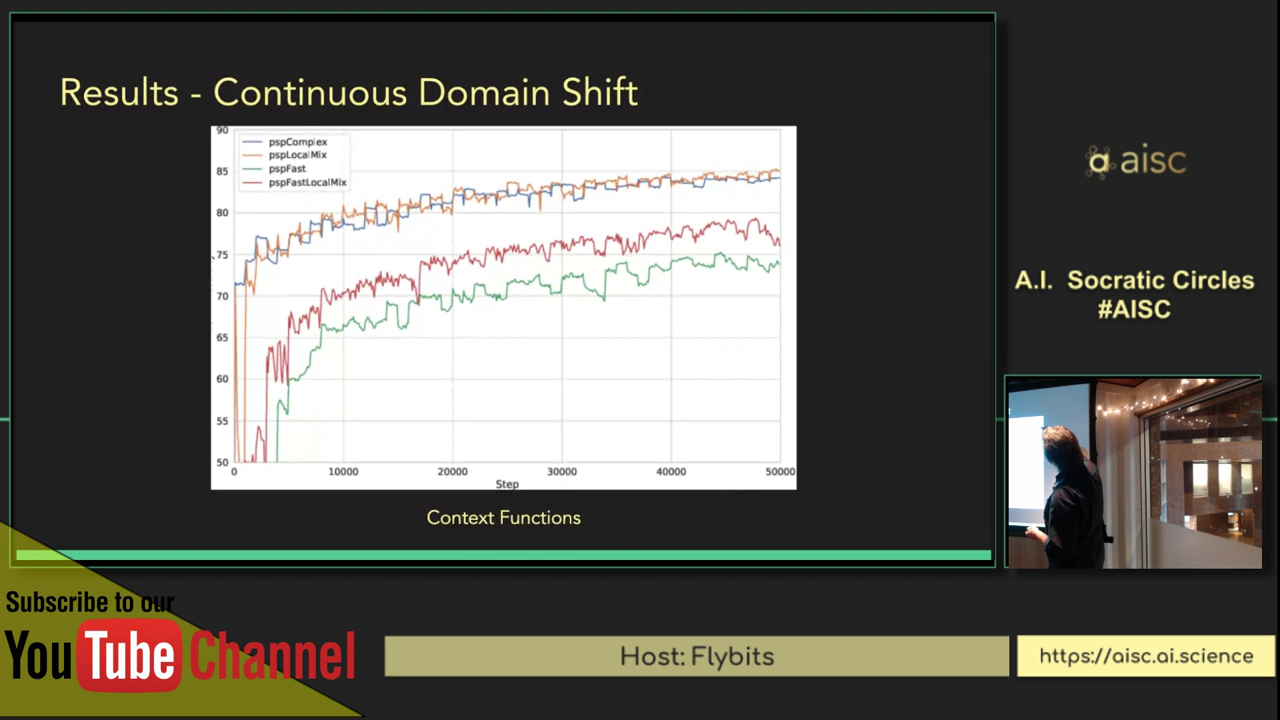 Results - Continuous Domain Shift
90
85
80
75
70
65
60
55
50
pspComplex
pspLocalMix
pspFast
pspFastLocalMix
0 10000 20000 30000 40000 50000
Step
Context Functions
a aisc
A.I. Socratic Circles
#AISC
Subscribe to our
YouTube Channel
Host: Flybits
https://aisc.ai.science